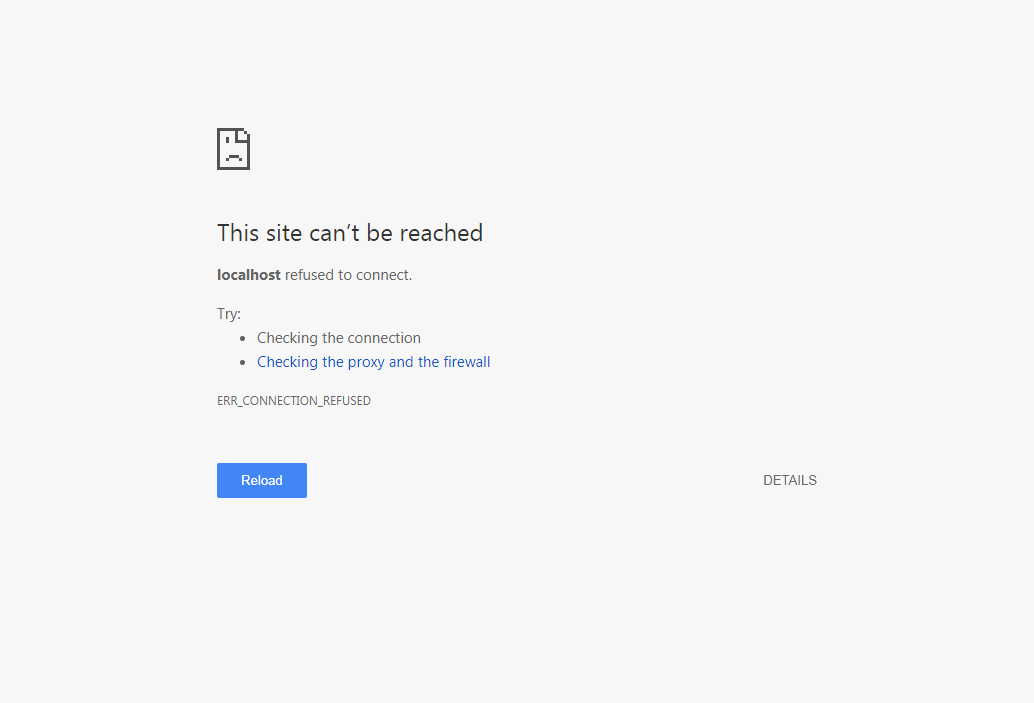 This site can’t be reached
localhost refused to connect.
Try:
Checking the connection
Checking the proxy and the firewall
ERR_CONNECTION_REFUSED
Reload
DETAILS